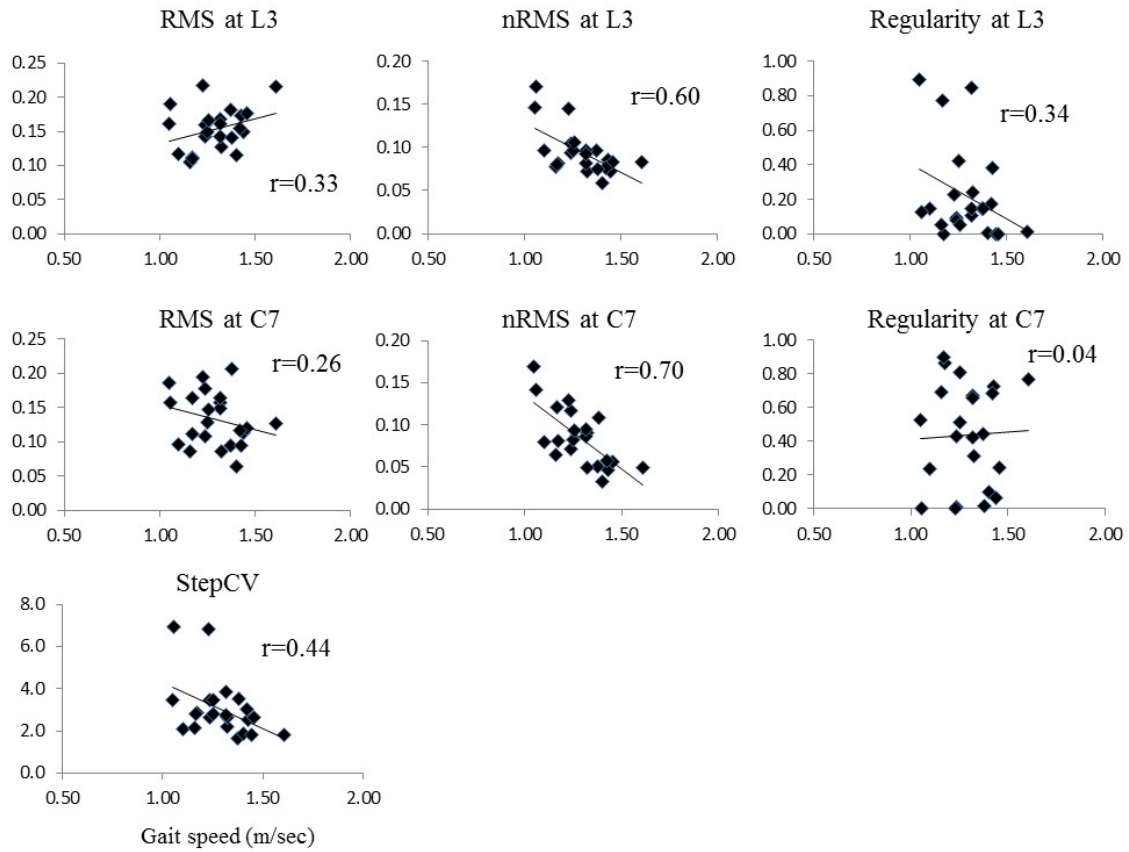 RMS at L3
0.25
0.20
0.15
0.10
0.05
0.00
r=0.33
0.50 1.00 1.50 2.00
nRMS at L3
0.20
0.15
0.10
0.05
0.00
r=0.60
0.50 1.00 1.50 2.00
Regularity at L3
1.00
0.80
0.60
0.40
0.20
0.00
r=0.34
0.50 1.00 1.50 2.00
RMS at C7
0.25
0.20
0.15
0.10
0.05
0.00
r=0.26
0.50 1.00 1.50 2.00
nRMS at C7
0.20
0.15
0.10
0.05
0.00
r=0.70
0.50 1.00 1.50 2.00
Regularity at C7
1.00
0.80
0.60
0.40
0.20
0.00
r=0.04
0.50 1.00 1.50 2.00
StepCV
8.0
6.0
4.0
2.0
0.0
r=0.44
0.50 1.00 1.50 2.00
Gait speed (m/sec)